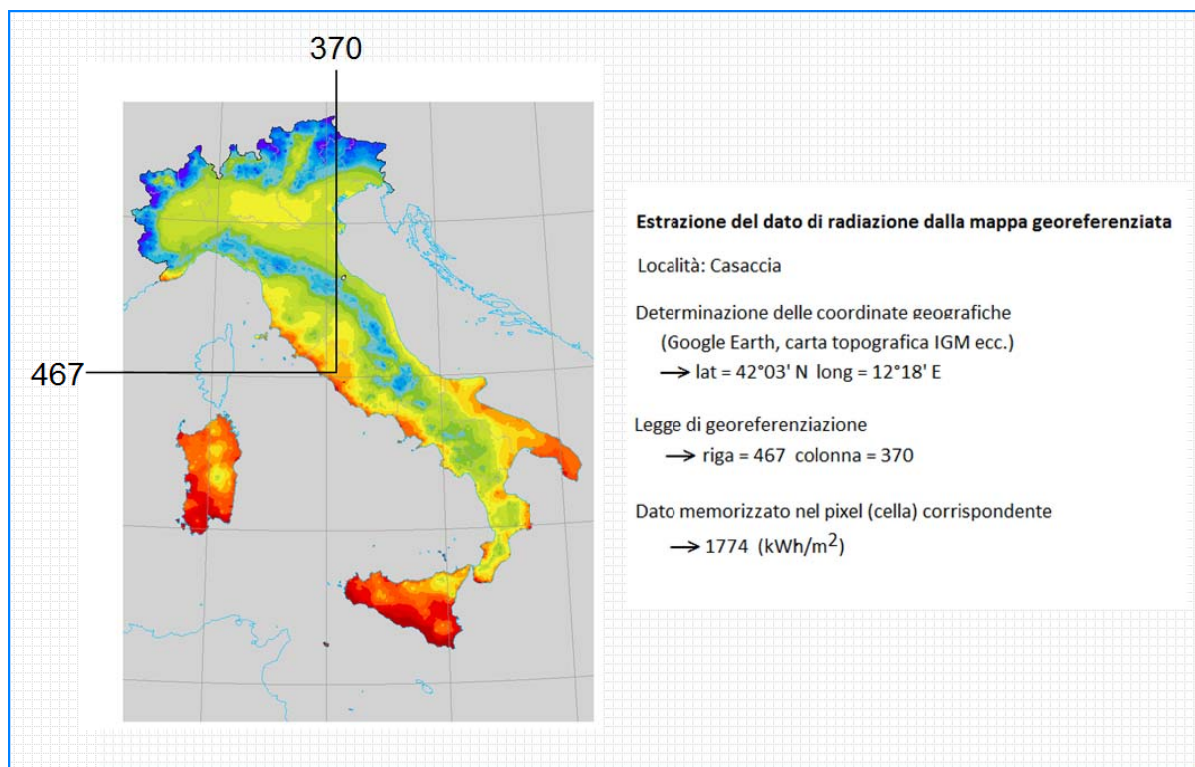 370
467
Estrazione del dato di radiazione dalla mappa georeferenziata
Località: Casaccia
Determinazione delle coordinate geografiche
(Google Earth, carta topografica IGM ecc.)
→ lat = 42°03' N long = 12°18' E
Legge di georeferenziazione
→ riga = 467 colonna = 370
Dato memorizzato nel pixel (cella) corrispondente
→ 1774 (kWh/m²)